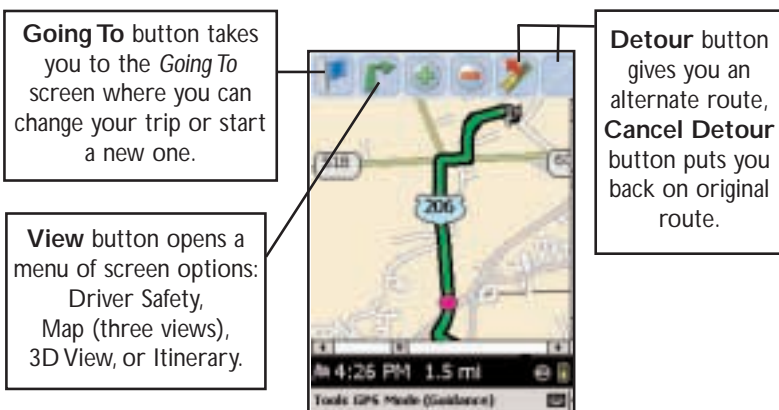 Going To button takes
you to the Going To
screen where you can
change your trip or start
a new one.
View button opens a
menu of screen options:
Driver Safety,
Map (three views),
3D View, or Itinerary.
518
206
4:26 PM 1.5 mi
Tools GPS Mode (Guidance)
Detour button
gives you an
alternate route,
Cancel Detour
button puts you
back on original
route.